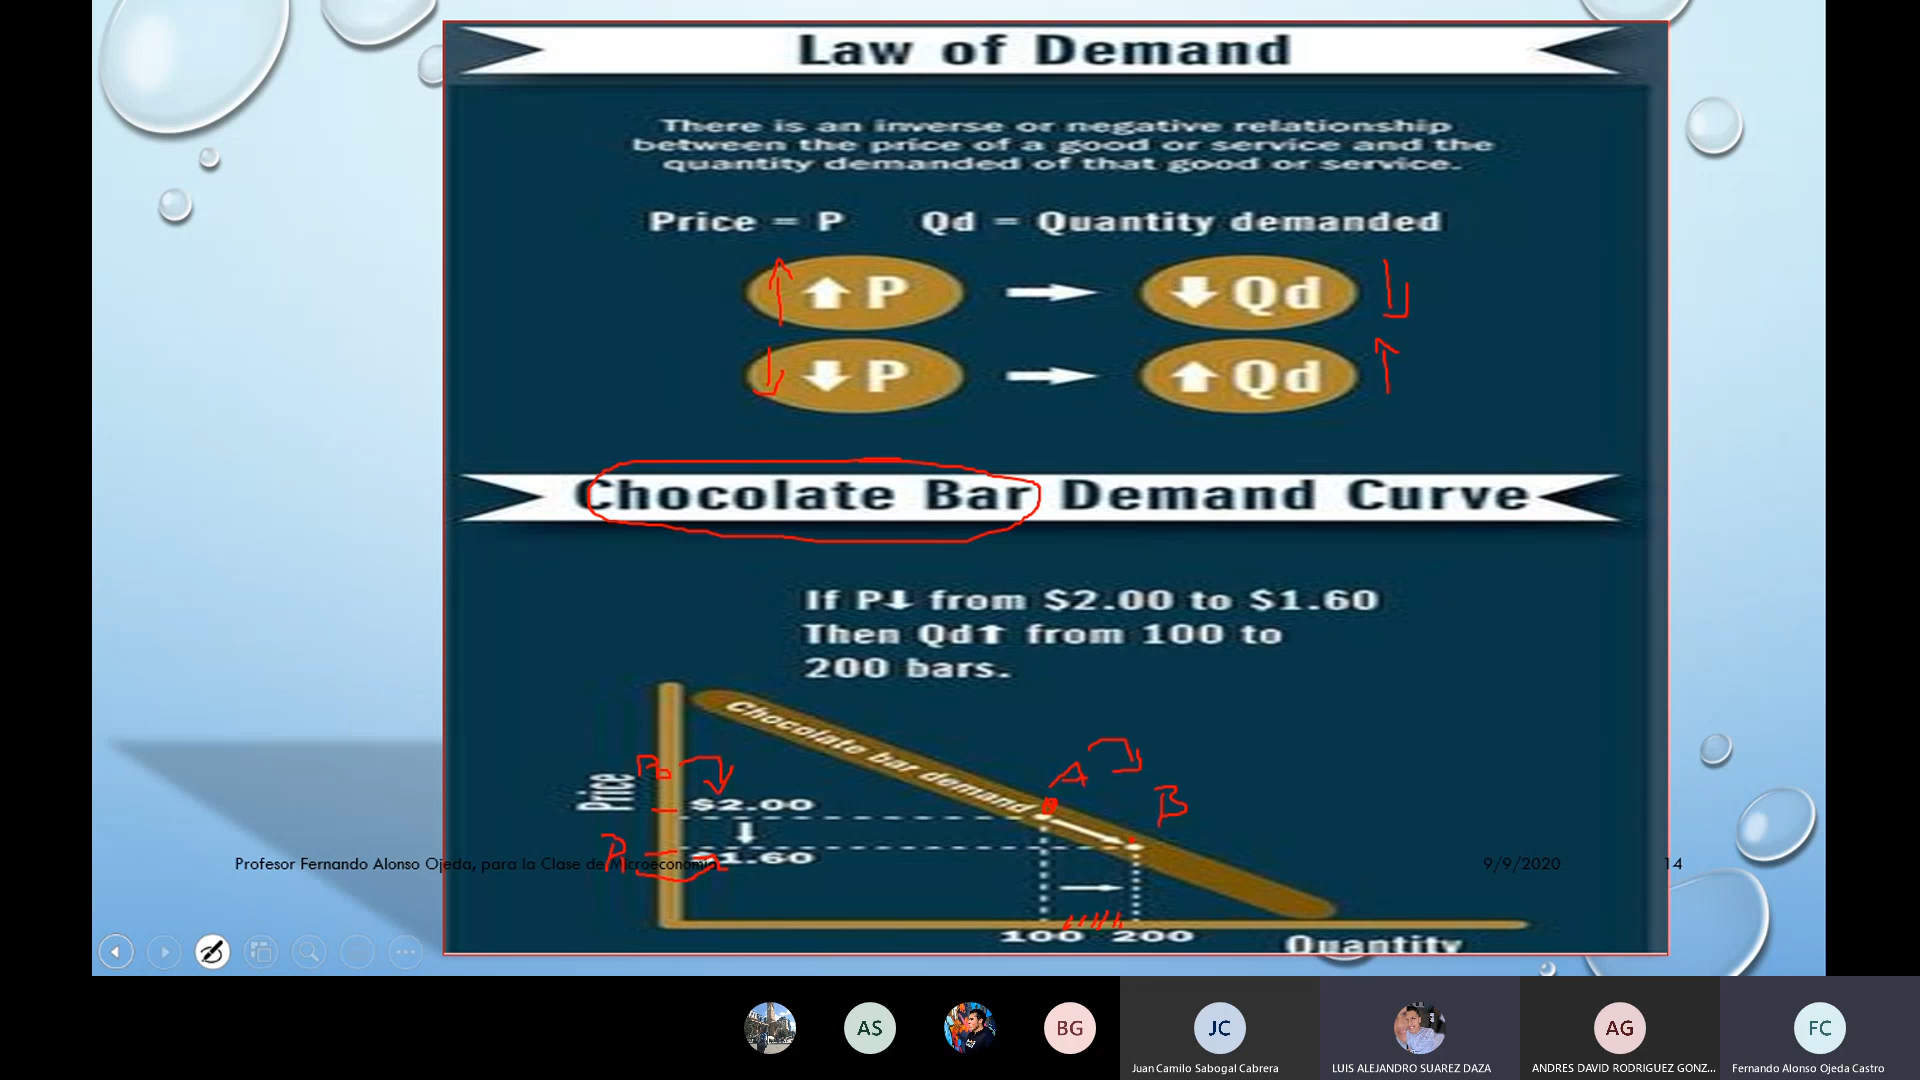 Law of Demand
There is an inverse or negative relationship
between the price of a good or service and the
quantity demanded of that good or service.
Price = P Qd = Quantity demanded
P Qd
P Qd
Chocolate Bar Demand Curve
If P↓ from $2.00 to $1.60
Then Qd↑ from 100 to
200 bars.
Chocolate bar demand
A
B
Price
$2.00
$1.60
Profesor Fernando Alonso Ojeda, para la Clase de Microeconomí
9/9/2020
14
100 200
Quantity
AS
BG
JC
AG
FC
Juan Camilo Sabogal Cabrera
LUIS ALEJANDRO SUAREZ DAZA
ANDRES DAVID RODRIGUEZ GONZ...
Fernando Alonso Ojeda Castro